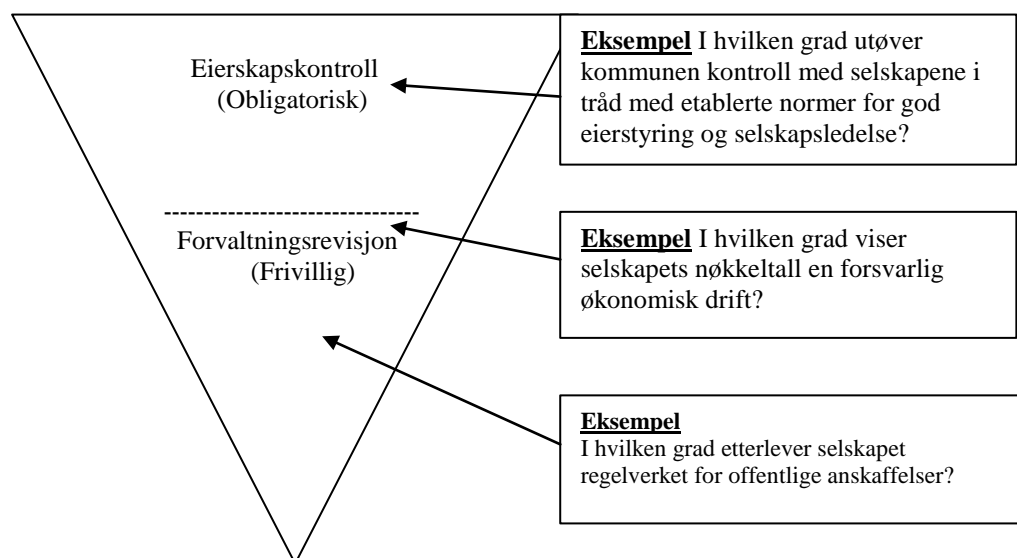 Eierskapskontroll
(Obligatorisk)
Eksempel I hvilken grad utøver
kommunen kontroll med selskapene i
tråd med etablerte normer for god
eierstyring og selskapsledelse?
Forvaltningsrevisjon
(Frivillig)
Eksempel I hvilken grad viser
selskapets nøkkeltall en forsvarlig
økonomisk drift?
Eksempel
I hvilken grad etterlever selskapet
regelverket for offentlige anskaffelser?